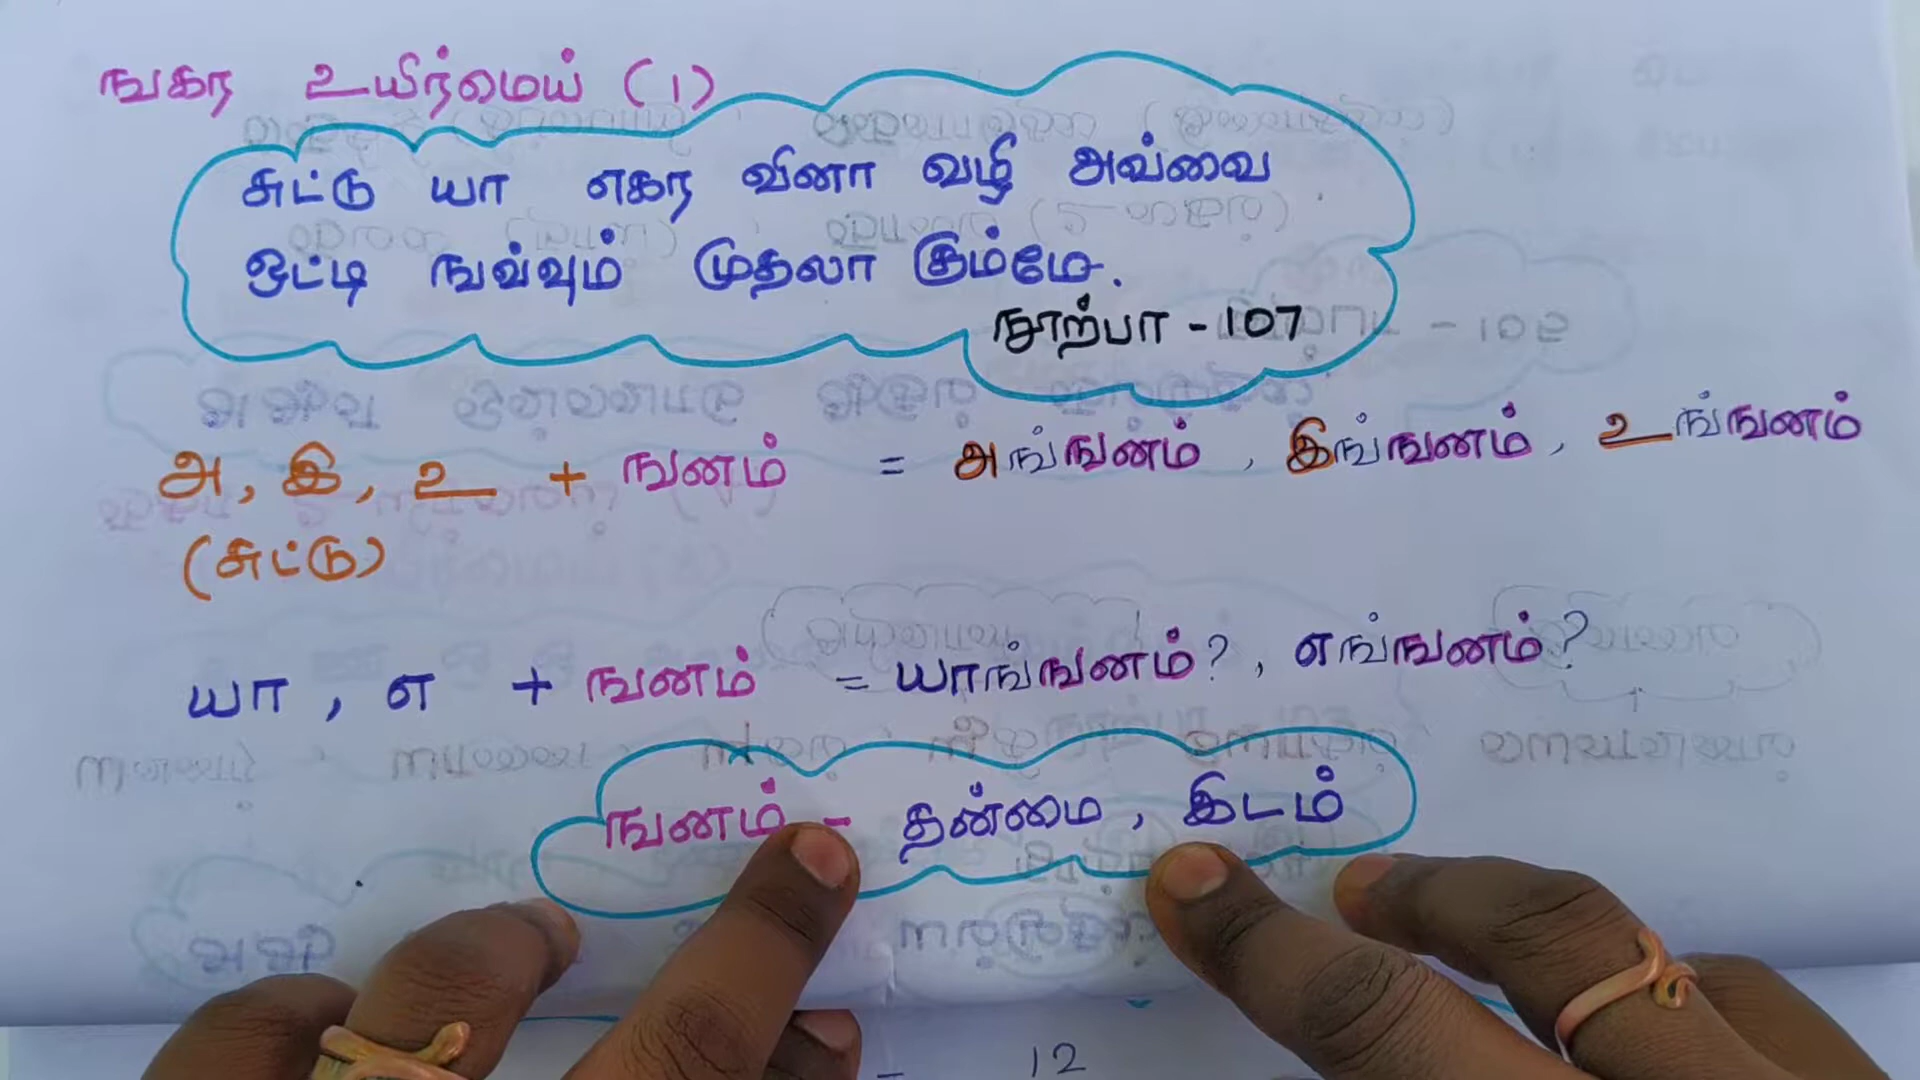 ஙகர உயிர்மெய் (1)
சுட்டு யா எகர வினா வழி அவ்வை
ஒட்டி ஙவ்வும் முதலா கும்மே.
நூற்பா - 107
அ, இ, உ + ஙனம் = அங்ஙனம், இங்ஙனம், உங்ஙனம்
(சுட்டு)
யா, எ + ஙனம் = யாங்ஙனம்?, எங்ஙனம்?
ஙனம் - தன்மை, இடம்
- 12